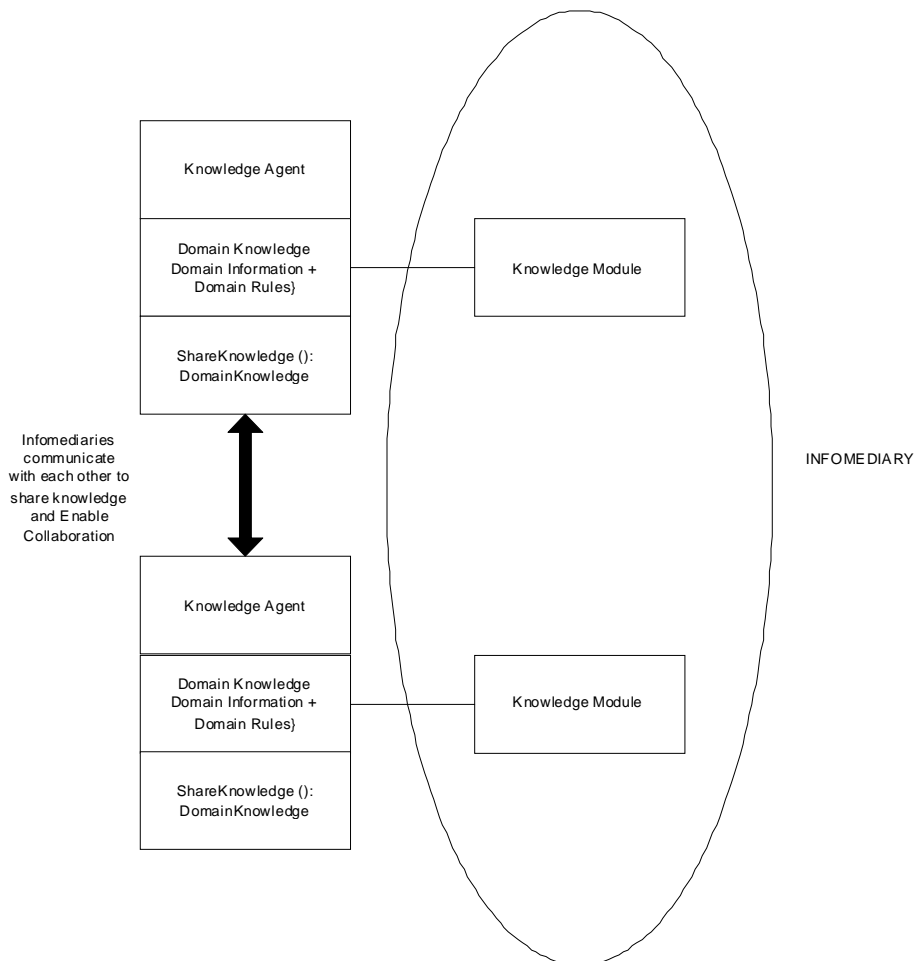 Knowledge Agent
Domain Knowledge
Domain Information +
Domain Rules}
Knowledge Module
ShareKnowledge ():
DomainKnowledge
Infomediaries
communicate
with each other to
share knowledge
and Enable
Collaboration
INFOMEDIARY
Knowledge Agent
Domain Knowledge
Domain Information +
Domain Rules}
Knowledge Module
ShareKnowledge ():
DomainKnowledge